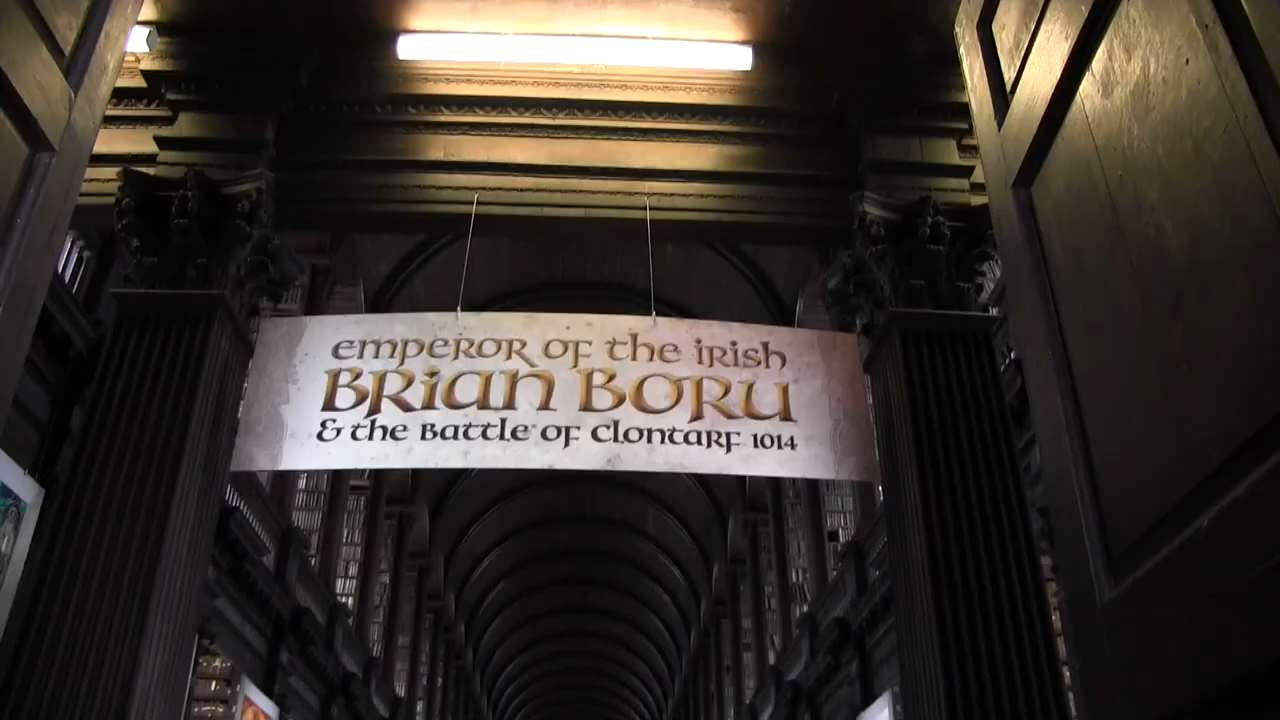 emperor of the irish
Brian Boru
& the Battle of Clontarf 1014